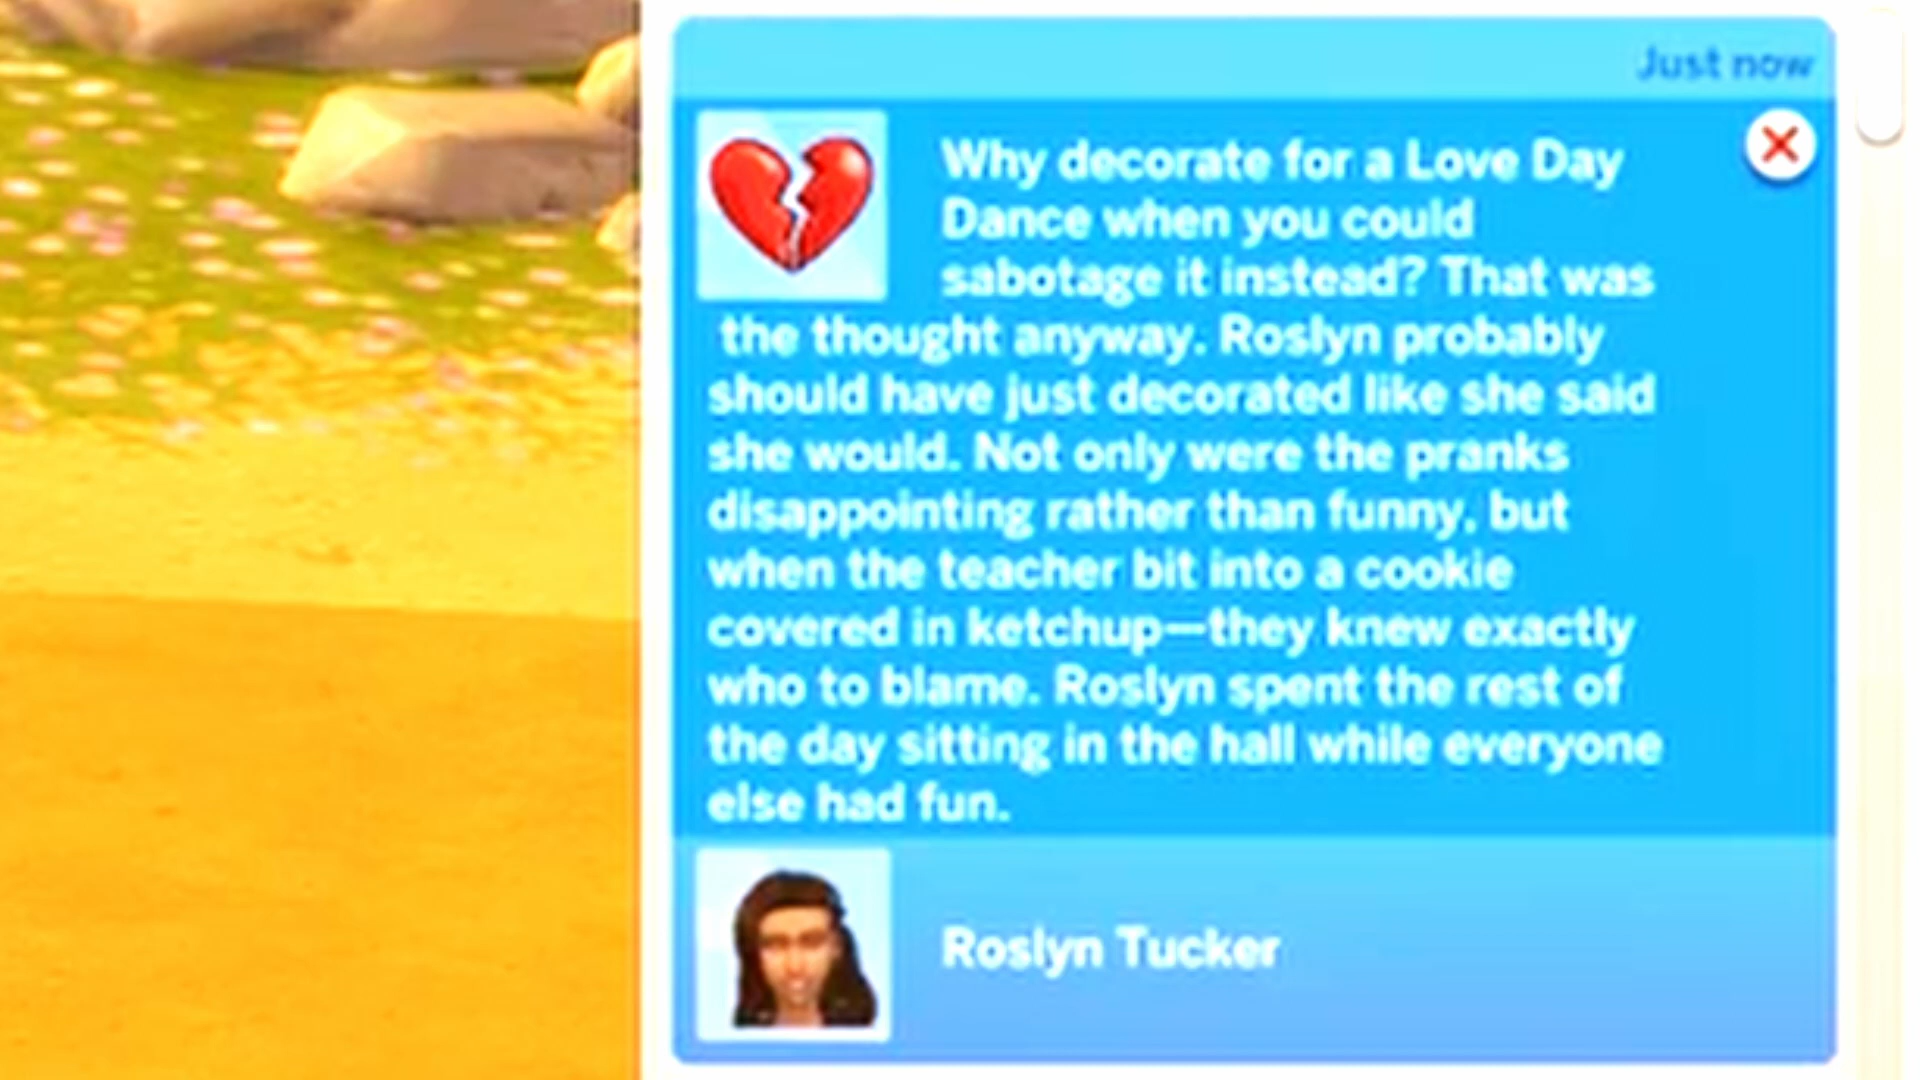 Just now
Why decorate for a Love Day
Dance when you could
sabotage it instead? That was
the thought anyway. Roslyn probably
should have just decorated like she said
she would. Not only were the pranks
disappointing rather than funny, but
when the teacher bit into a cookie
covered in ketchup—they knew exactly
who to blame. Roslyn spent the rest of
the day sitting in the hall while everyone
else had fun.
Roslyn Tucker